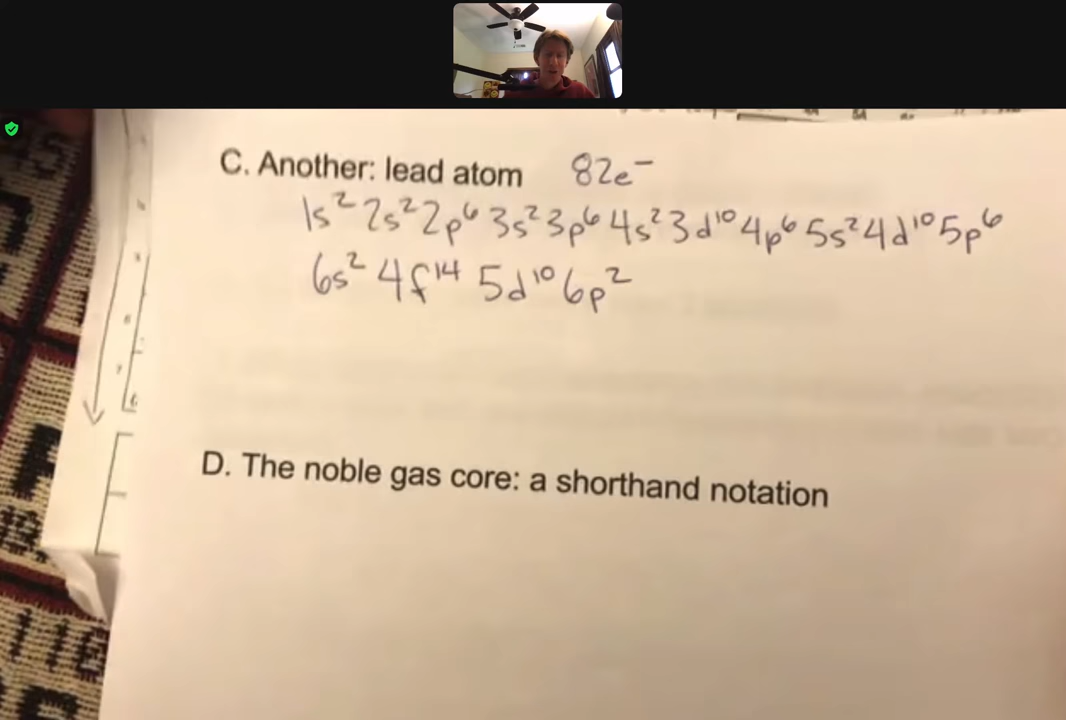 C. Another: lead atom 82e⁻
1s² 2s² 2p⁶ 3s² 3p⁶ 4s² 3d¹⁰ 4p⁶ 5s² 4d¹⁰ 5p⁶
6s² 4f¹⁴ 5d¹⁰ 6p²
D. The noble gas core: a shorthand notation